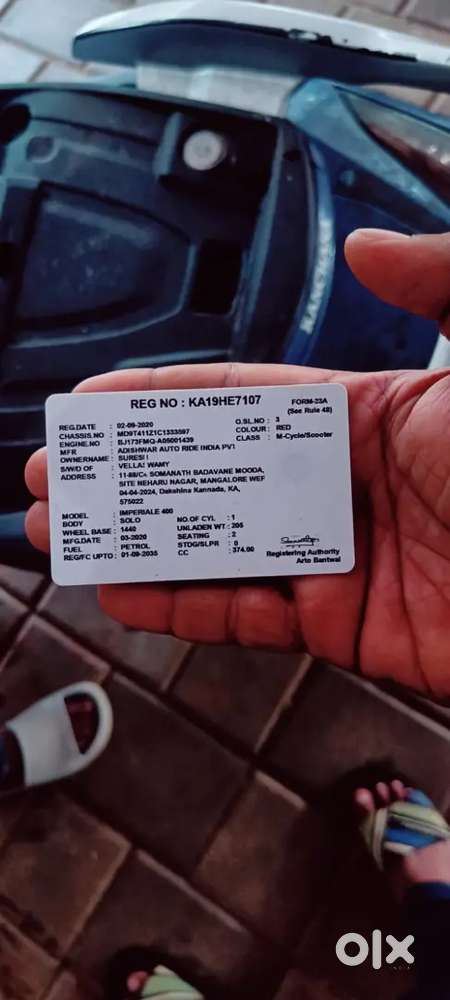 REG NO : KA19HE7107
FORM-23A
(See Rule 48)
REG.DATE : 02-09-2020 O.SL.NO : 3
CHASSIS.NO : MD9T411Z1C1333597 COLOUR : RED
ENGINE.NO : BJ173FMQ-A05001439 CLASS : M-Cycle/Scooter
MFR : ADISHWAR AUTO RIDE INDIA PVT
OWNERNAME :
S/W/D OF : VELLAI WAMY
ADDRESS : 11-88/C4 SOMANATH BADAVANE MOODA,
SITE NEHARU NAGAR, MANGALORE WEF
04-04-2024, Dakshina Kannada, KA,
575022
MODEL : IMPERIALE 400
BODY : SOLO NO.OF CYL : 1
WHEEL BASE : 1440 UNLADEN WT : 205
MFG.DATE : 03-2020 SEATING : 2
FUEL : PETROL STDG/SLPR : 0
REG/FC UPTO : 01-09-2035 CC : 374.00
Registering Authority
Arto Bantwal
olx